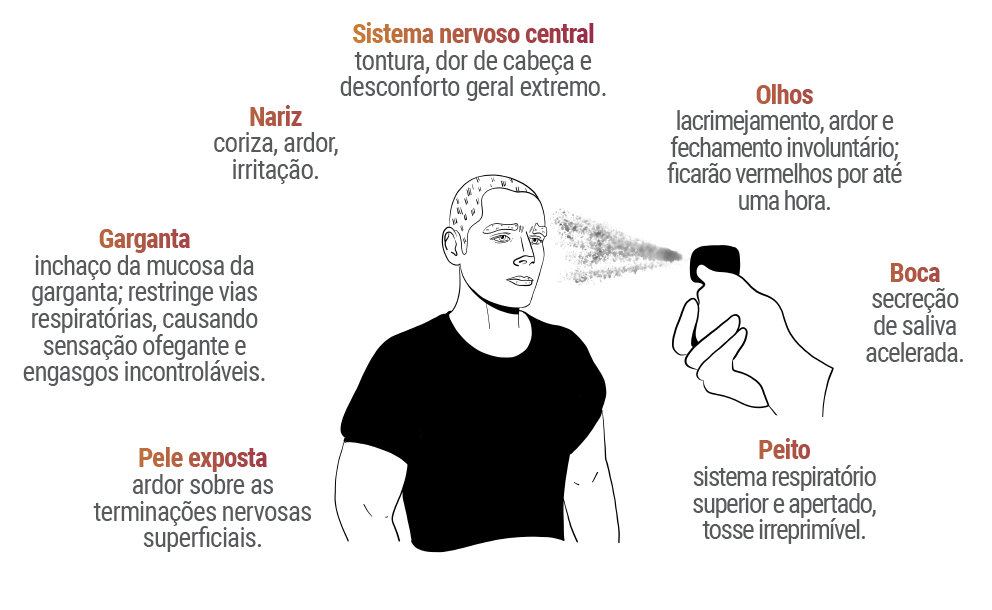 Sistema nervoso central
tontura, dor de cabeça e
desconforto geral extremo.
Nariz
coriza, ardor,
irritação.
Olhos
lacrimejamento, ardor e
fechamento involuntário;
ficarão vermelhos por até
uma hora.
Garganta
inchaço da mucosa da
garganta; restringe vias
respiratórias, causando
sensação ofegante e
engasgos incontroláveis.
Boca
secreção
de saliva
acelerada.
Pele exposta
ardor sobre as
terminações nervosas
superficiais.
Peito
sistema respiratório
superior e apertado,
tosse irreprimível.